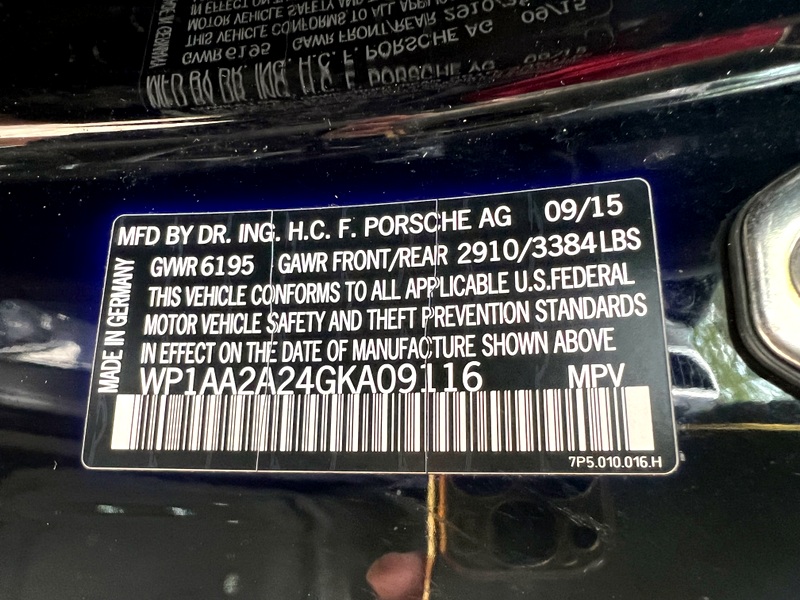 MFD BY DR. ING. H.C. F. PORSCHE AG 09/15
GWR 6195 GAWR FRONT/REAR 2910/3384 LBS
THIS VEHICLE CONFORMS TO ALL APPLICABLE U.S.FEDERAL
MOTOR VEHICLE SAFETY AND THEFT PREVENTION STANDARDS
IN EFFECT ON THE DATE OF MANUFACTURE SHOWN ABOVE
WP1AA2A24GKA09116 MPV
7P5.010.016.H
MADE IN GERMANY